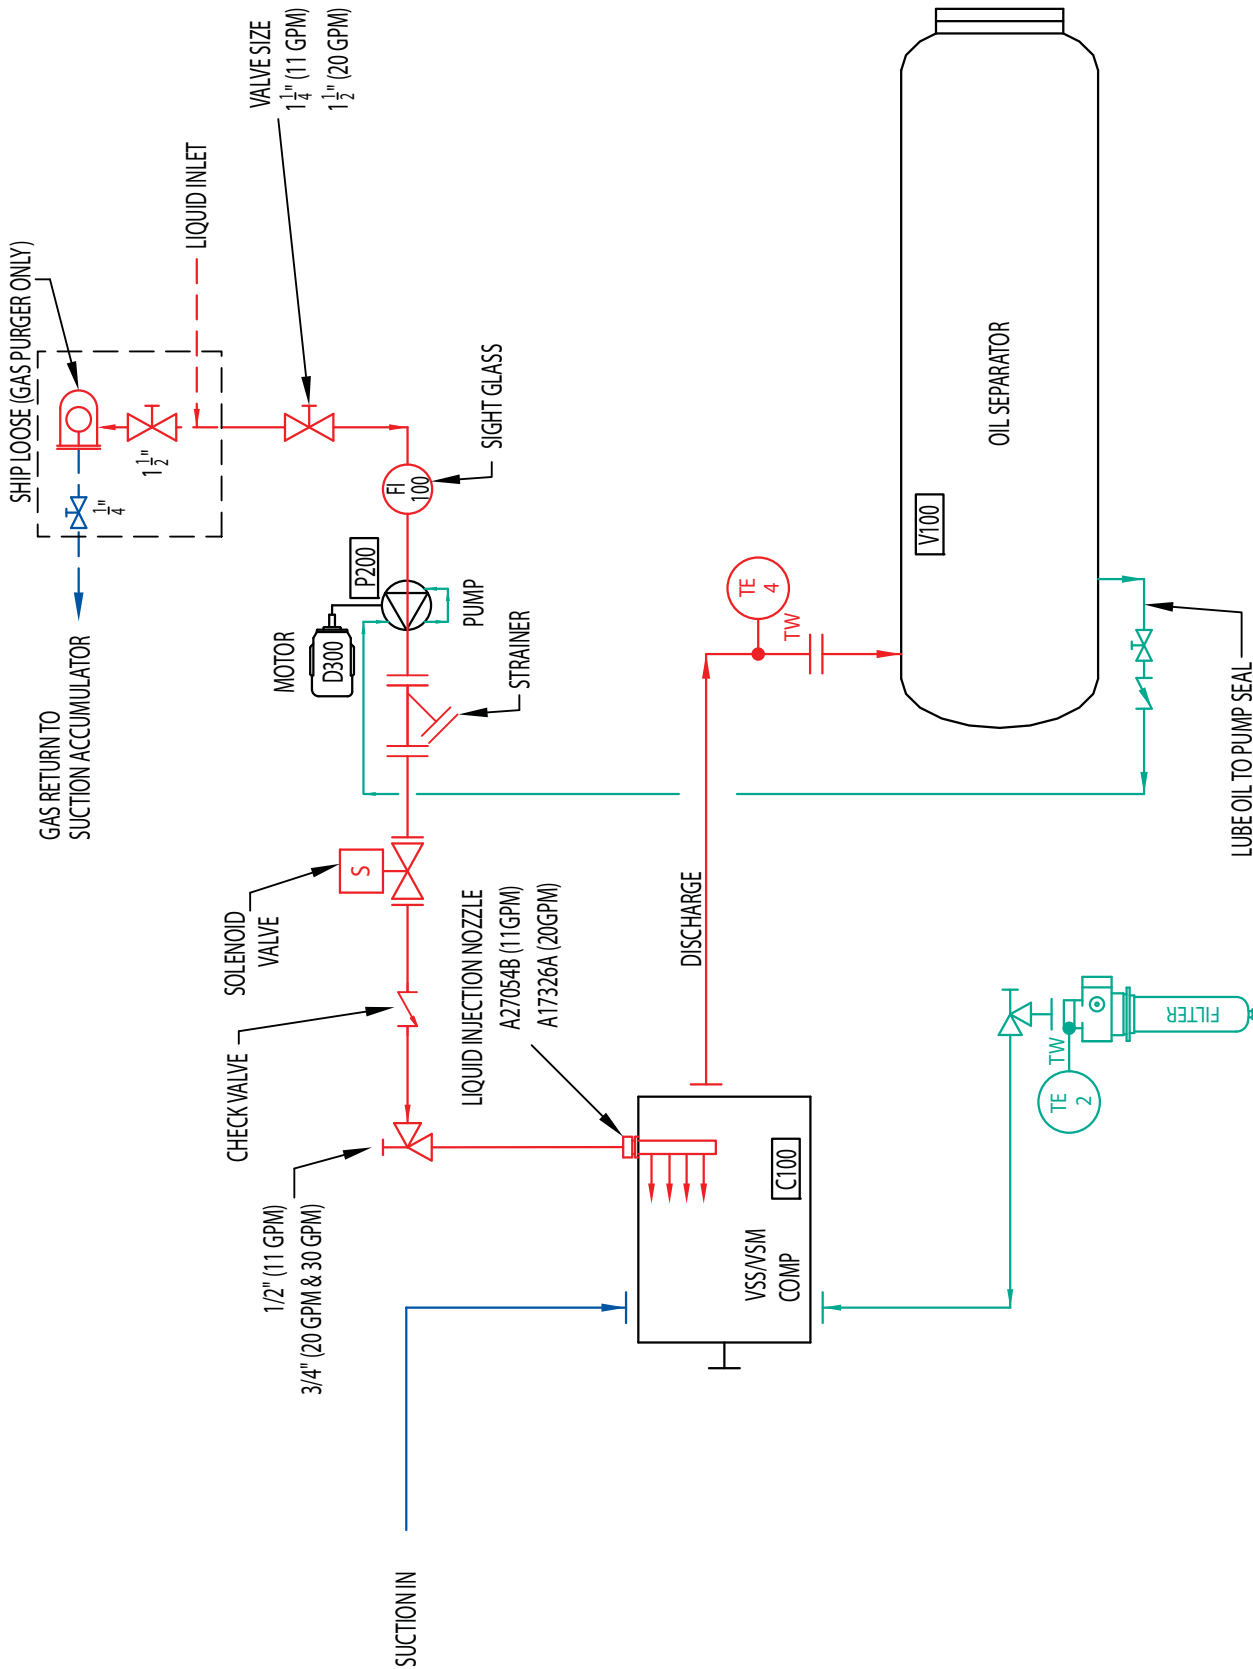 SHIP LOOSE (GAS PURGER ONLY)
GAS RETURN TO
SUCTION ACCUMULATOR
1/4"
1 1/2"
LIQUID INLET
VALVE SIZE
1 1/4" (11 GPM)
1 1/2" (20 GPM)
SIGHT GLASS
FI
100
P200
PUMP
MOTOR
D300
STRAINER
SOLENOID
VALVE
S
CHECK VALVE
1/2" (11 GPM)
3/4" (20 GPM & 30 GPM)
LIQUID INJECTION NOZZLE
A27054B (11GPM)
A17326A (20GPM)
SUCTION IN
VSS/VSM
COMP
C100
DISCHARGE
TE
4
TW
V100
OIL SEPARATOR
LUBE OIL TO PUMP SEAL
TE
2
TW
FILTER